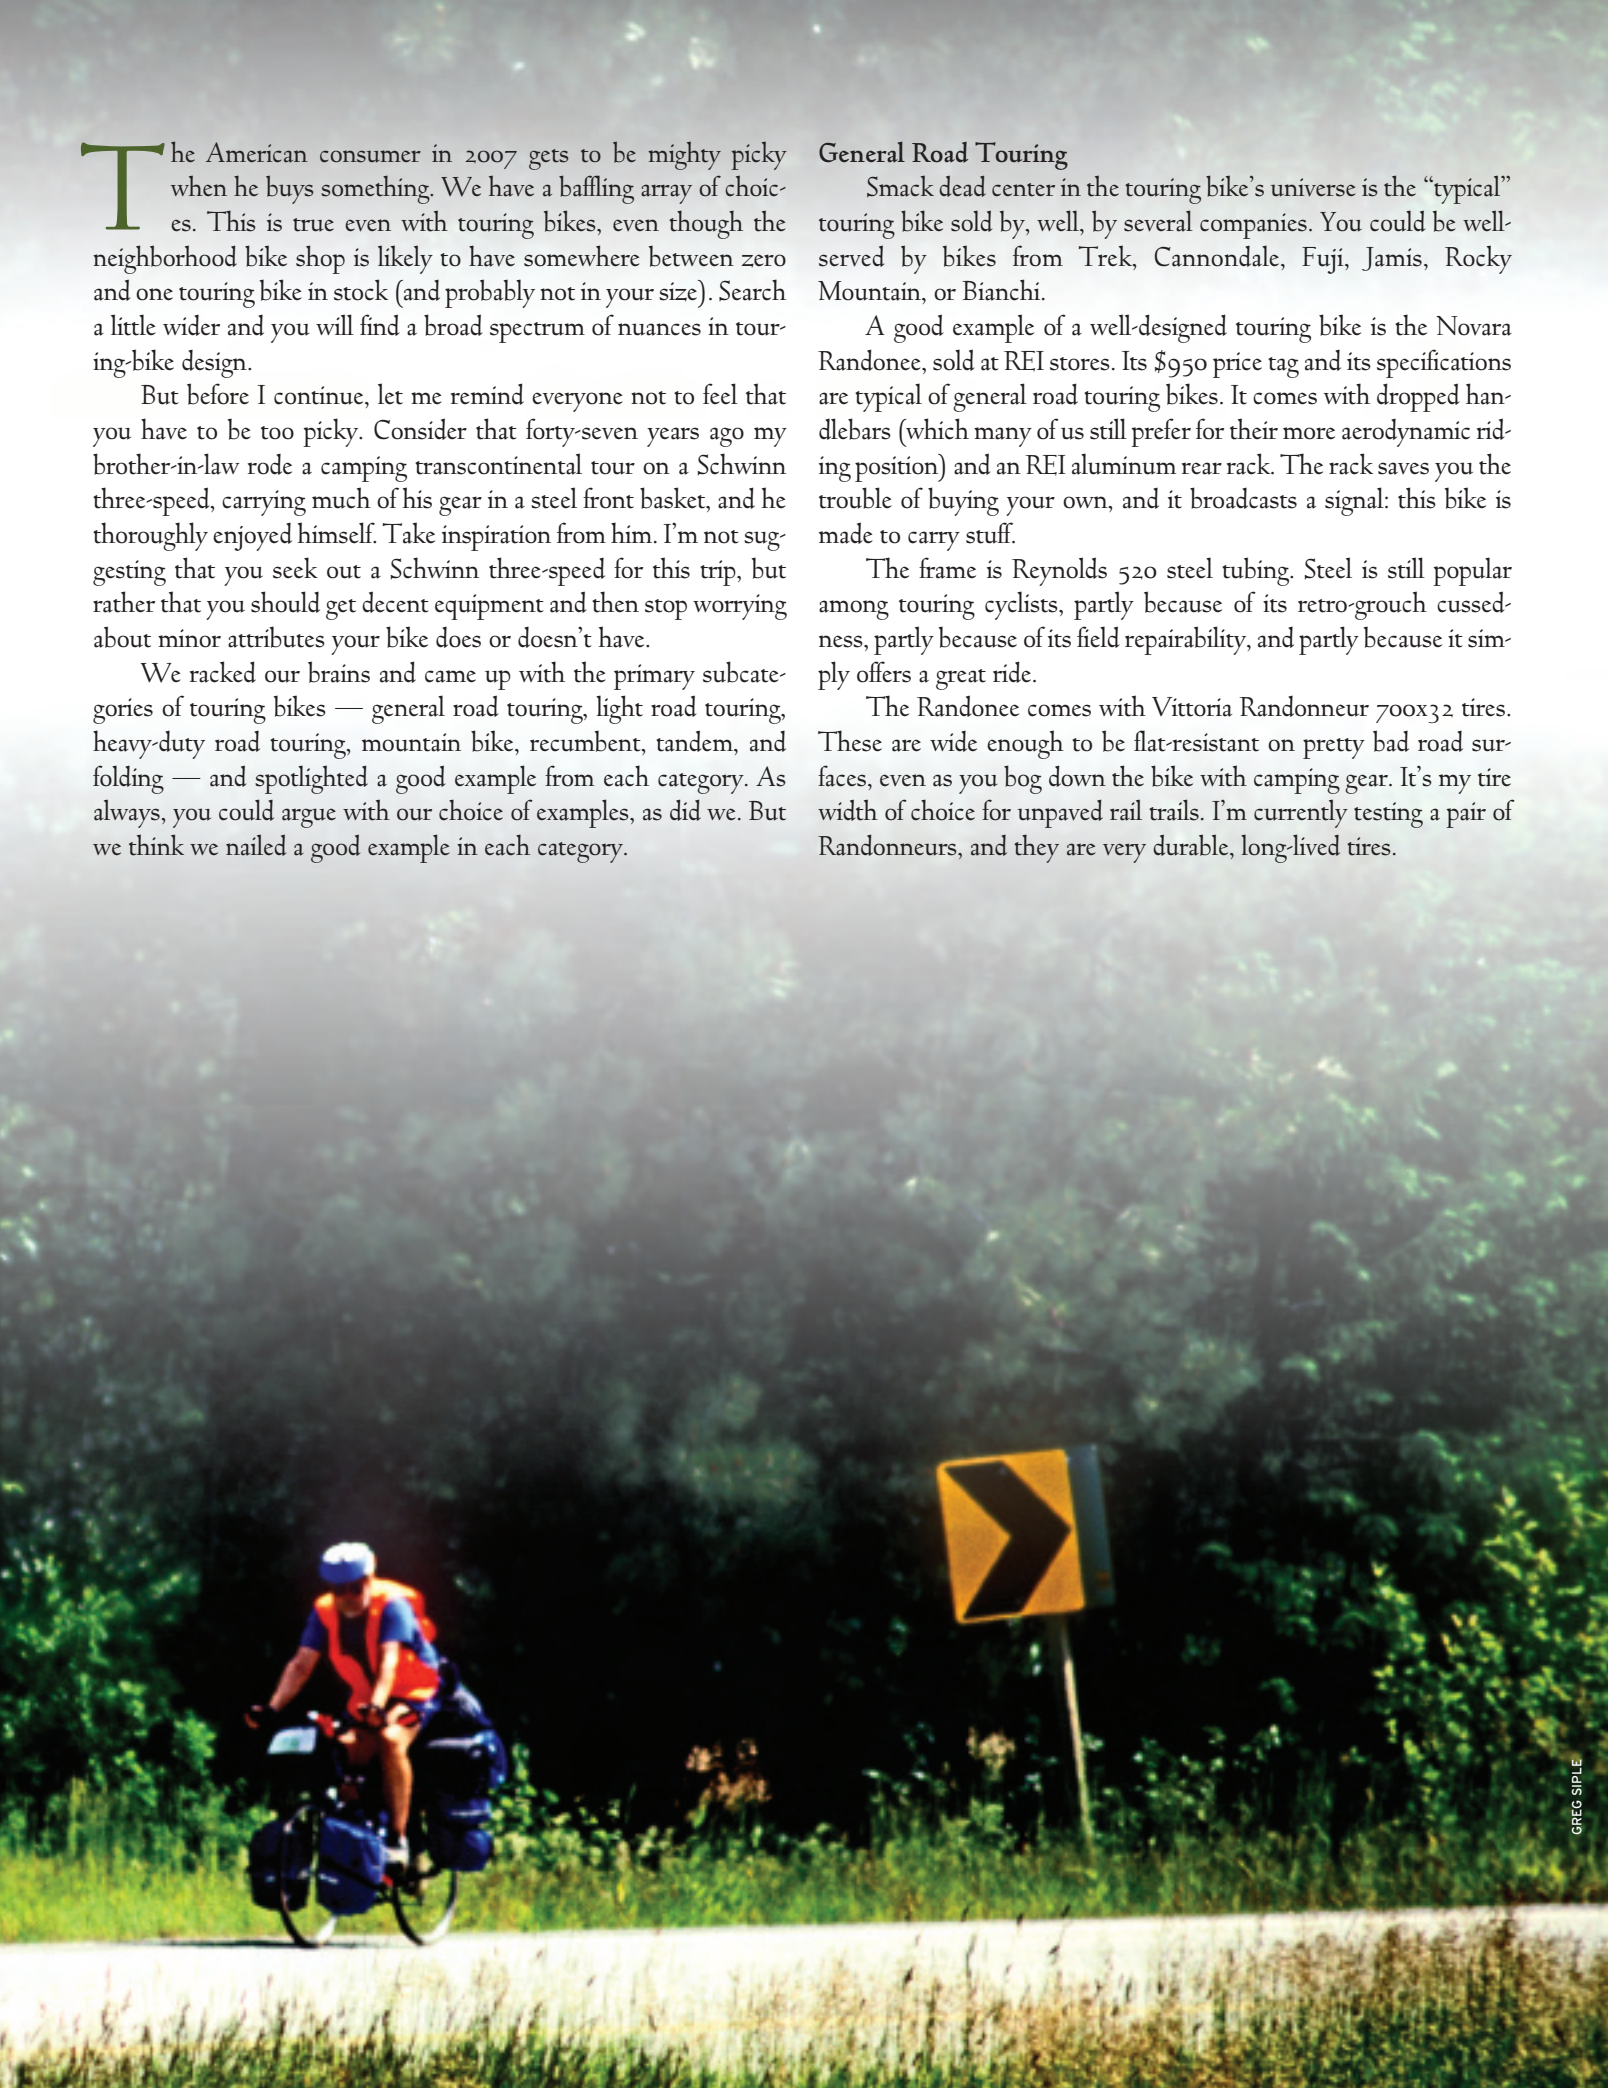 The American consumer in 2007 gets to be mighty picky
when he buys something. We have a baffling array of choic-
es. This is true even with touring bikes, even though the
neighborhood bike shop is likely to have somewhere between zero
and one touring bike in stock (and probably not in your size). Search
a little wider and you will find a broad spectrum of nuances in tour-
ing-bike design.
But before I continue, let me remind everyone not to feel that
you have to be too picky. Consider that forty-seven years ago my
brother-in-law rode a camping transcontinental tour on a Schwinn
three-speed, carrying much of his gear in a steel front basket, and he
thoroughly enjoyed himself. Take inspiration from him. I'm not sug-
gesting that you seek out a Schwinn three-speed for this trip, but
rather that you should get decent equipment and then stop worrying
about minor attributes your bike does or doesn't have.
We racked our brains and came up with the primary subcate-
gories of touring bikes — general road touring, light road touring,
heavy-duty road touring, mountain bike, recumbent, tandem, and
folding — and spotlighted a good example from each category. As
always, you could argue with our choice of examples, as did we. But
we think we nailed a good example in each category.
General Road Touring
Smack dead center in the touring bike's universe is the “typical”
touring bike sold by, well, by several companies. You could be well-
served by bikes from Trek, Cannondale, Fuji, Jamis, Rocky
Mountain, or Bianchi.
A good example of a well-designed touring bike is the Novara
Randonee, sold at REI stores. Its $950 price tag and its specifications
are typical of general road touring bikes. It comes with dropped han-
dlebars (which many of us still prefer for their more aerodynamic rid-
ing position) and an REI aluminum rear rack. The rack saves you the
trouble of buying your own, and it broadcasts a signal: this bike is
made to carry stuff.
The frame is Reynolds 520 steel tubing. Steel is still popular
among touring cyclists, partly because of its retro-grouch cussed-
ness, partly because of its field repairability, and partly because it sim-
ply offers a great ride.
The Randonee comes with Vittoria Randonneur 700x32 tires.
These are wide enough to be flat-resistant on pretty bad road sur-
faces, even as you bog down the bike with camping gear. It's my tire
width of choice for unpaved rail trails. I'm currently testing a pair of
Randonneurs, and they are very durable, long-lived tires.
GREG SIPLE